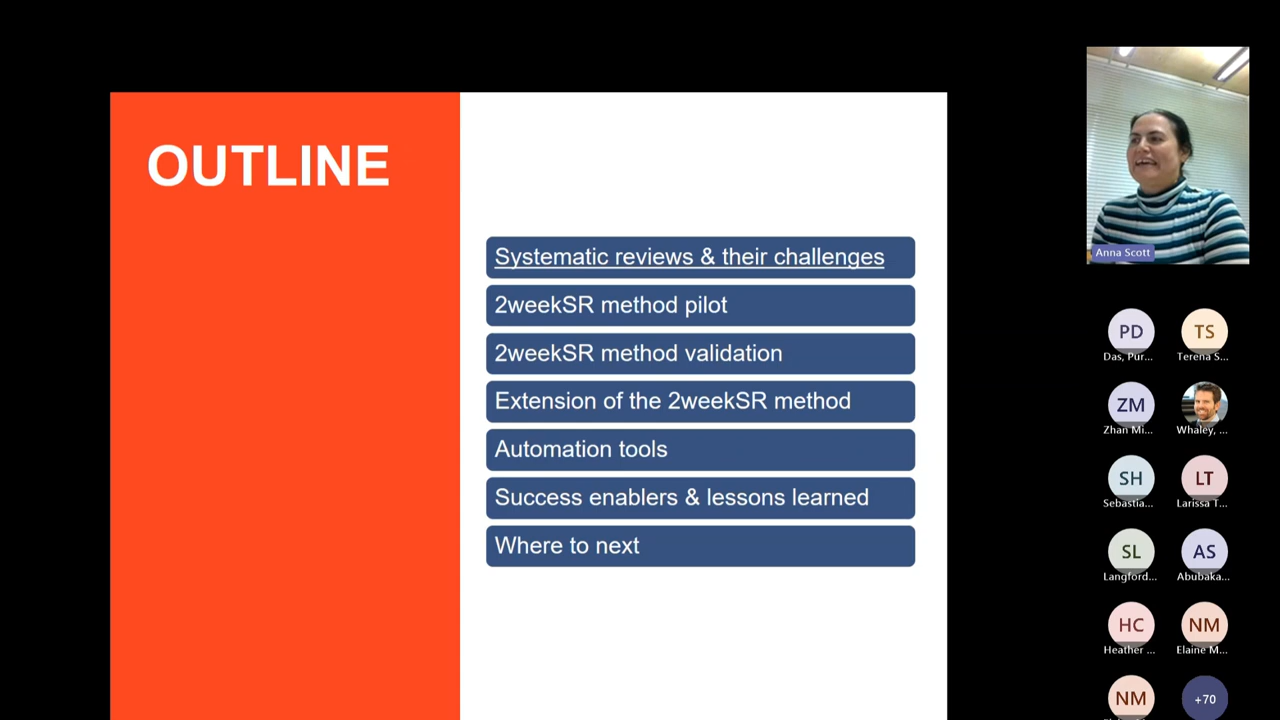 OUTLINE
Systematic reviews & their challenges
2weekSR method pilot
2weekSR method validation
Extension of the 2weekSR method
Automation tools
Success enablers & lessons learned
Where to next
Anna Scott
PD
TS
Das, Pur...
Terena S...
ZM
Zhan Mi...
Whaley, ...
SH
LT
Sebastia...
Larissa T...
SL
AS
Langford...
Abubaka...
HC
NM
Heather ...
Elaine M...
NM
+70